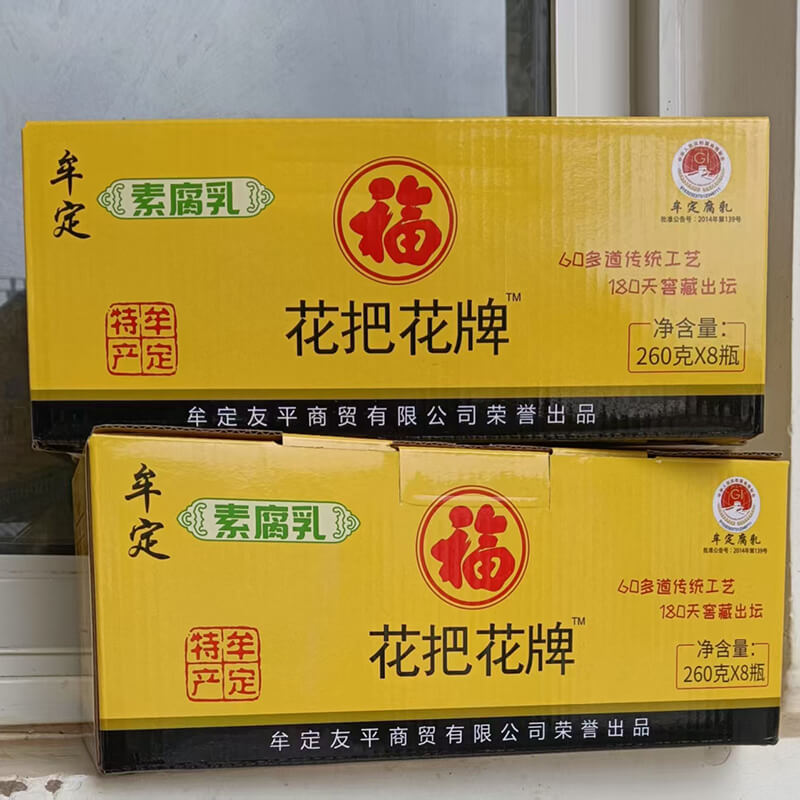 牟定
素腐乳
福
花把花牌™
特产
牟定
GI
牟定腐乳
批准公告号：2014年第139号
60多道传统工艺
180天窖藏出坛
净含量：
260克X8瓶
牟定友平商贸有限公司荣誉出品
牟定
素腐乳
福
花把花牌™
特产
牟定
GI
牟定腐乳
批准公告号：2014年第139号
60多道传统工艺
180天窖藏出坛
净含量：
260克X8瓶
牟定友平商贸有限公司荣誉出品